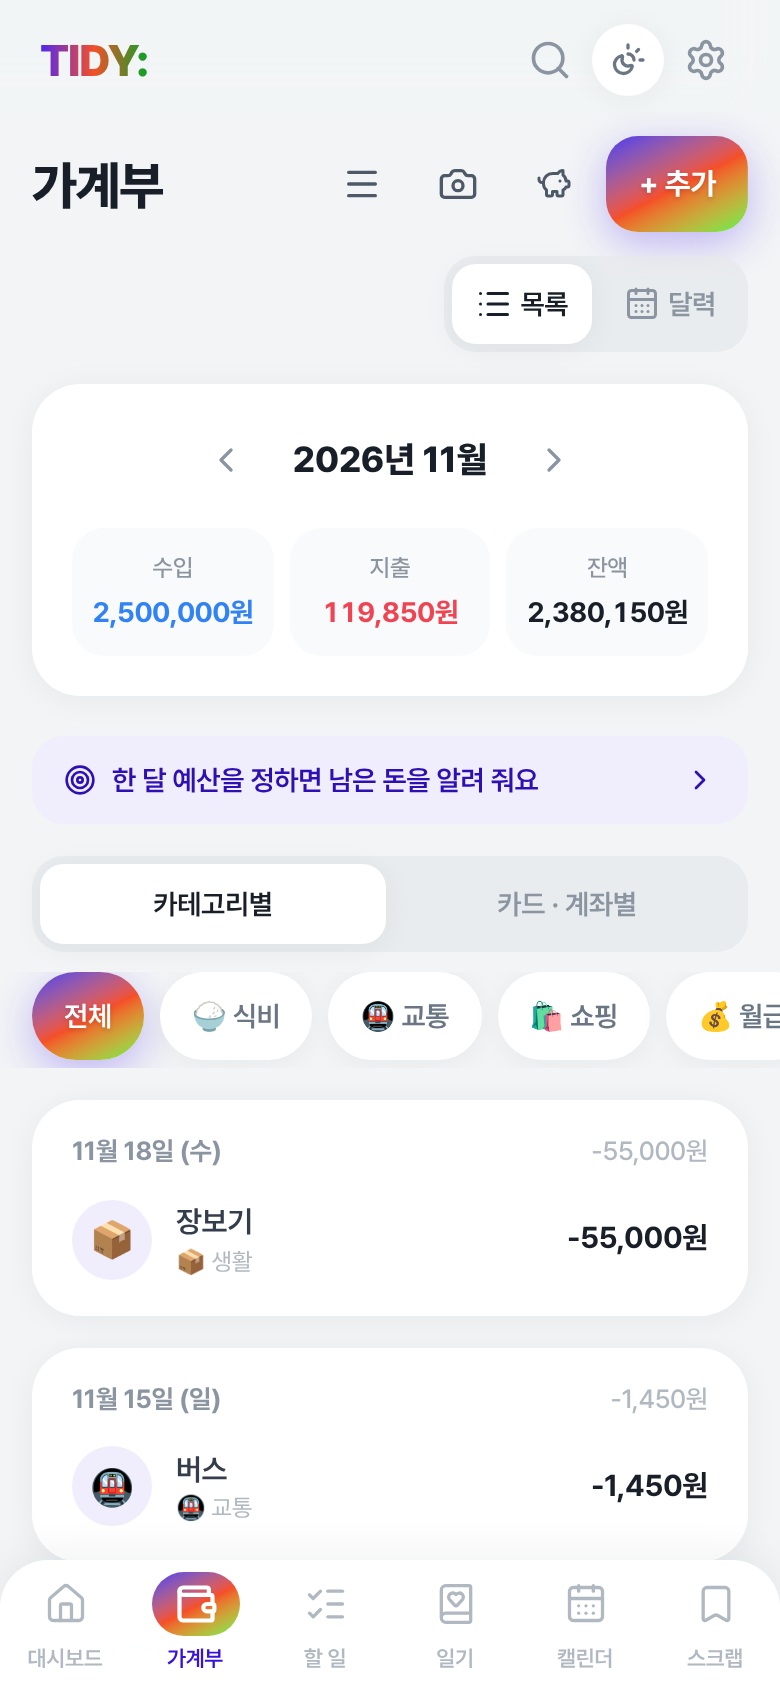 TIDY:
가계부
+ 추가
목록
달력
2026년 11월
수입
지출
잔액
2,500,000원
119,850원
2,380,150원
한 달 예산을 정하면 남은 돈을 알려 줘요
카테고리별
카드 · 계좌별
전체
식비
교통
쇼핑
월급
11월 18일 (수)
-55,000원
장보기
생활
-55,000원
11월 15일 (일)
-1,450원
버스
교통
-1,450원
대시보드
가계부
할 일
일기
캘린더
스크랩